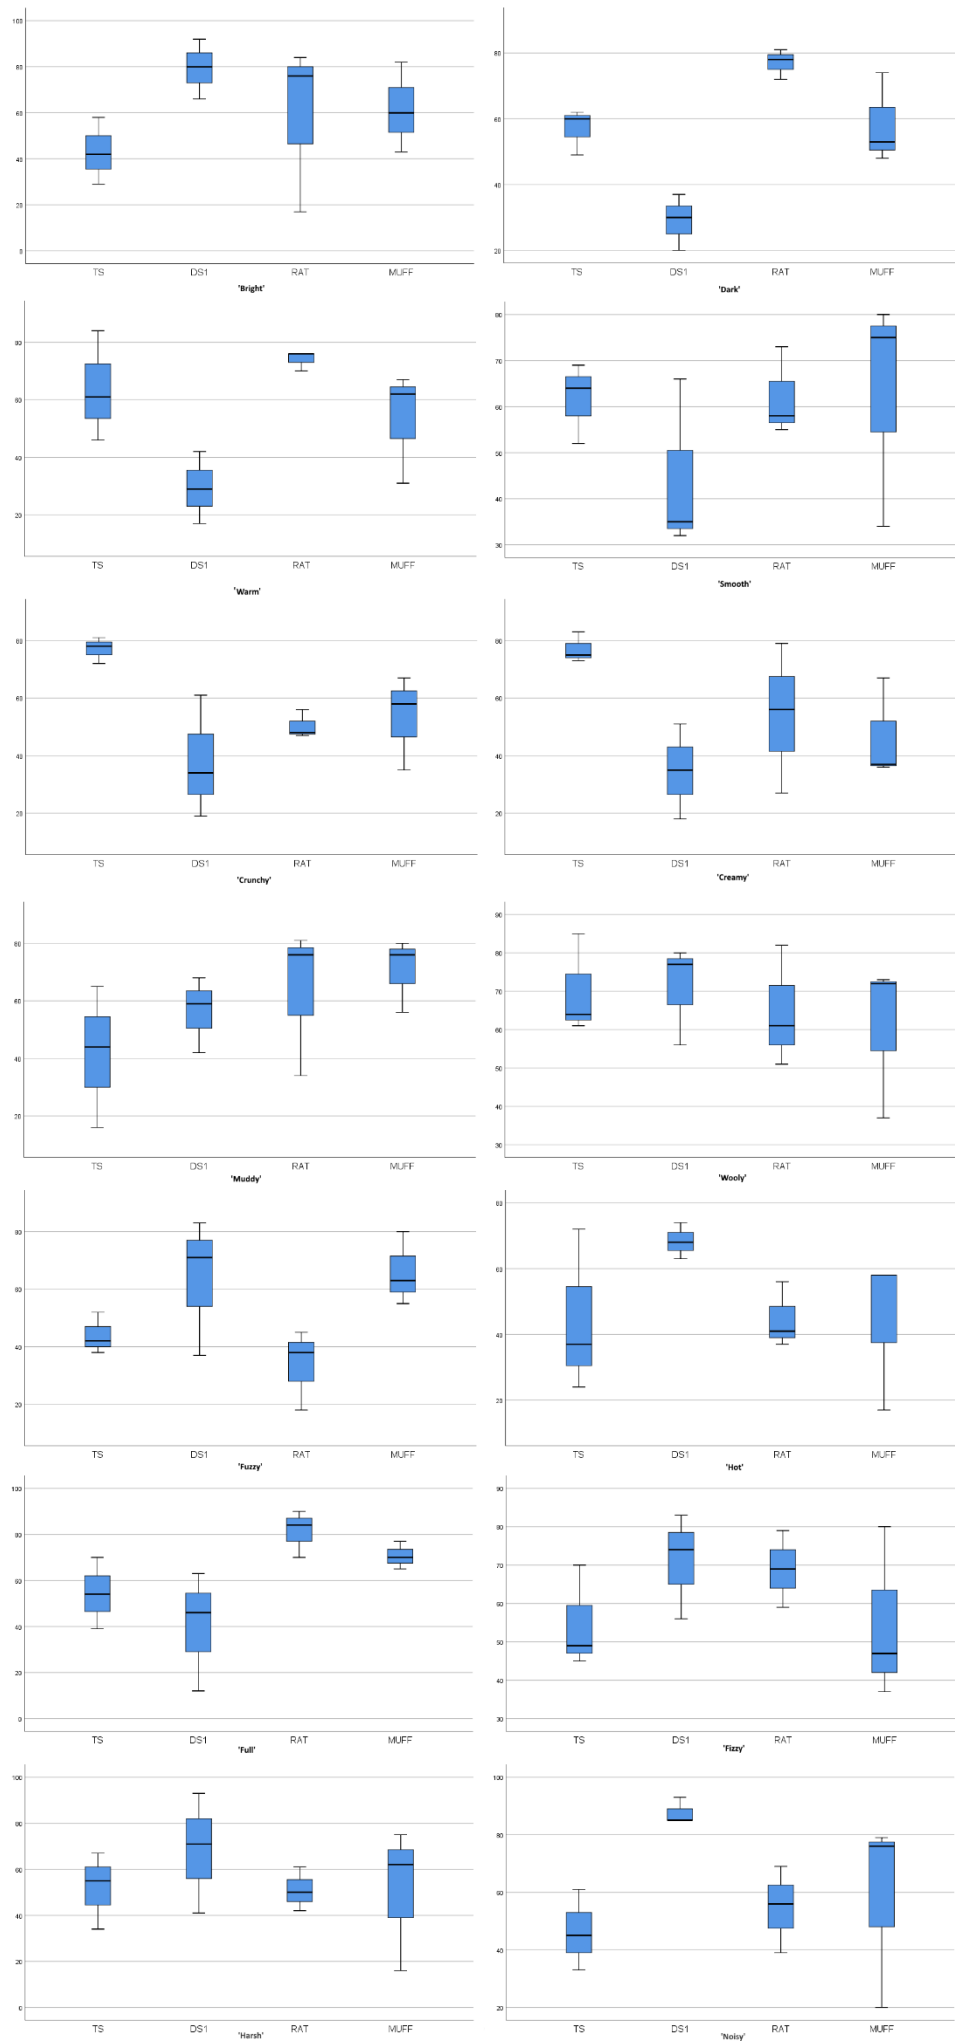 100
80
60
40
20
0
TS DS1 RAT MUFF
'Bright'
80
60
40
20
TS DS1 RAT MUFF
'Dark'
80
60
40
20
TS DS1 RAT MUFF
'Warm'
80
70
60
50
40
30
TS DS1 RAT MUFF
'Smooth'
80
60
40
20
TS DS1 RAT MUFF
'Crunchy'
80
60
40
20
TS DS1 RAT MUFF
'Creamy'
80
60
40
20
TS DS1 RAT MUFF
'Muddy'
90
80
70
60
50
40
30
TS DS1 RAT MUFF
'Wooly'
80
60
40
20
TS DS1 RAT MUFF
'Fuzzy'
80
60
40
20
TS DS1 RAT MUFF
'Hot'
100
80
60
40
20
0
TS DS1 RAT MUFF
'Full'
90
80
70
60
50
40
30
TS DS1 RAT MUFF
'Fizzy'
100
80
60
40
20
0
TS DS1 RAT MUFF
'Harsh'
100
80
60
40
20
TS DS1 RAT MUFF
'Noisy'